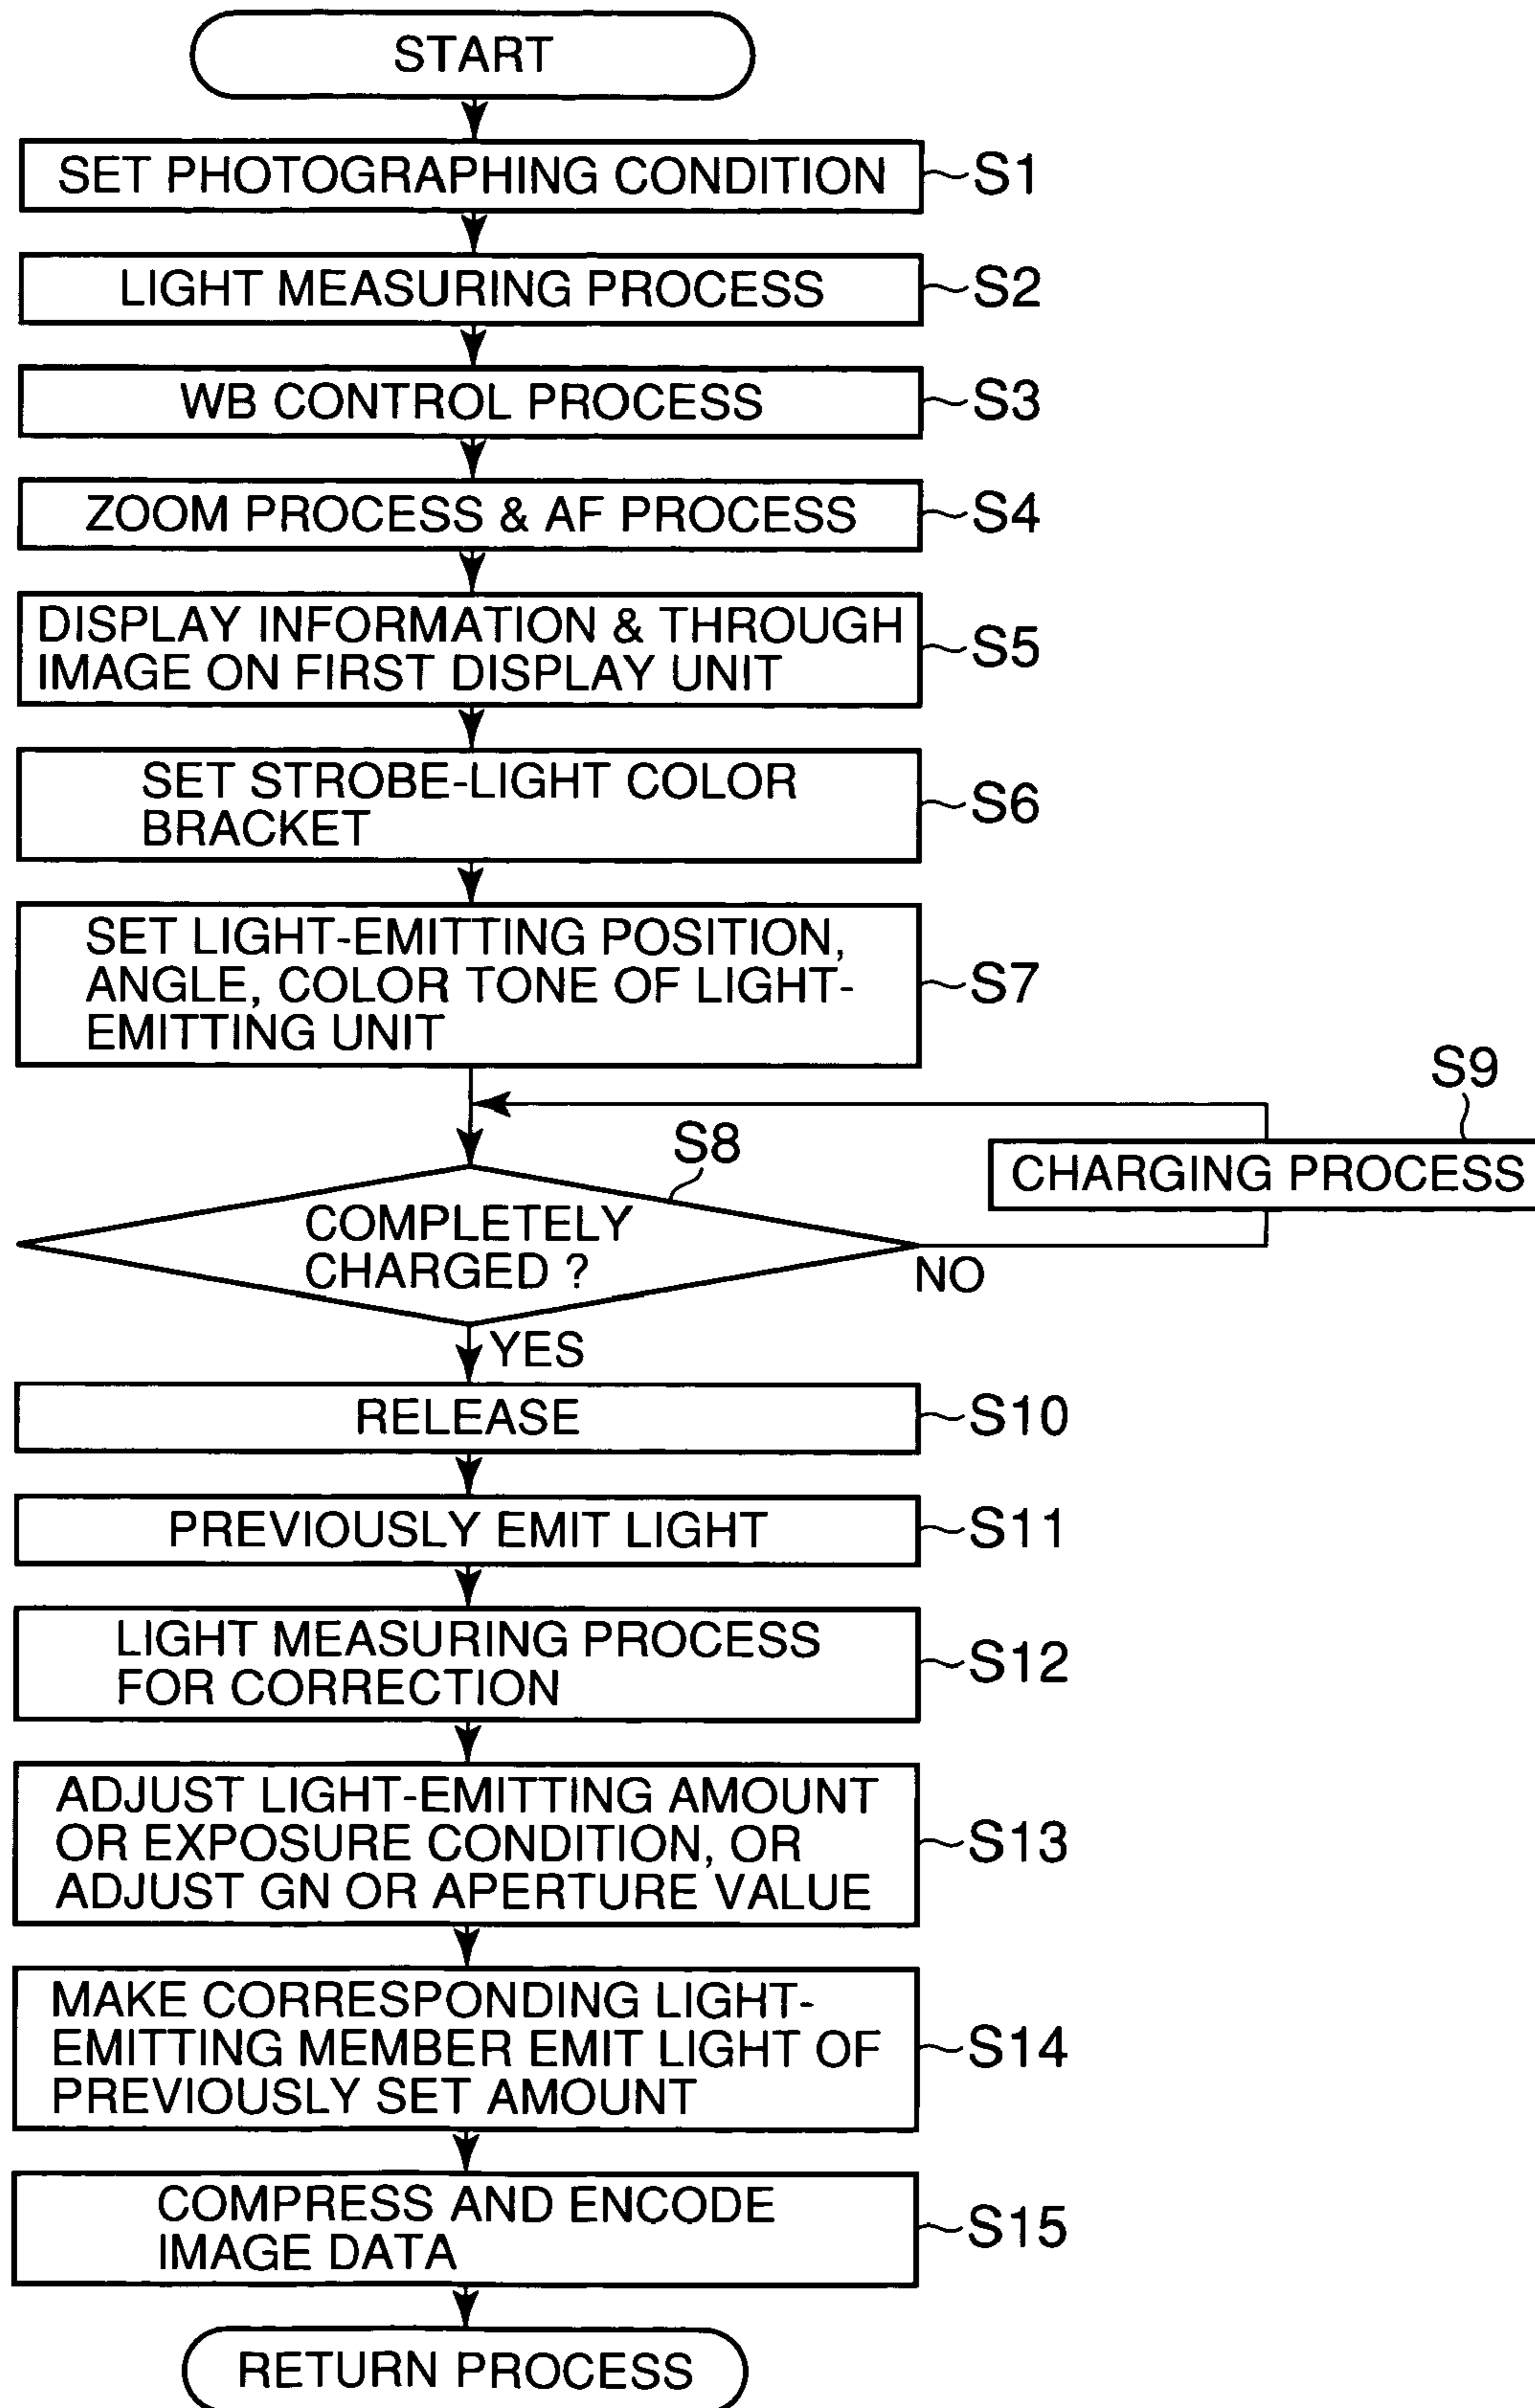 START
SET PHOTOGRAPHING CONDITION
S1
LIGHT MEASURING PROCESS
S2
WB CONTROL PROCESS
S3
ZOOM PROCESS & AF PROCESS
S4
DISPLAY INFORMATION & THROUGH
IMAGE ON FIRST DISPLAY UNIT
S5
SET STROBE-LIGHT COLOR
BRACKET
S6
SET LIGHT-EMITTING POSITION,
ANGLE, COLOR TONE OF LIGHT-
EMITTING UNIT
S7
S9
CHARGING PROCESS
S8
COMPLETELY
CHARGED ?
NO
YES
RELEASE
S10
PREVIOUSLY EMIT LIGHT
S11
LIGHT MEASURING PROCESS
FOR CORRECTION
S12
ADJUST LIGHT-EMITTING AMOUNT
OR EXPOSURE CONDITION, OR
ADJUST GN OR APERTURE VALUE
S13
MAKE CORRESPONDING LIGHT-
EMITTING MEMBER EMIT LIGHT OF
PREVIOUSLY SET AMOUNT
S14
COMPRESS AND ENCODE
IMAGE DATA
S15
RETURN PROCESS